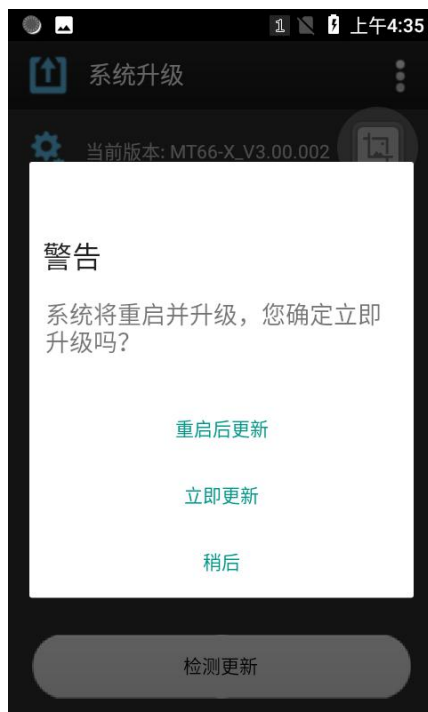 1 上午4:35
系统升级
当前版本: MT66-X_V3.00.002
警告
系统将重启并升级，您确定立即
升级吗？
重启后更新
立即更新
稍后
检测更新